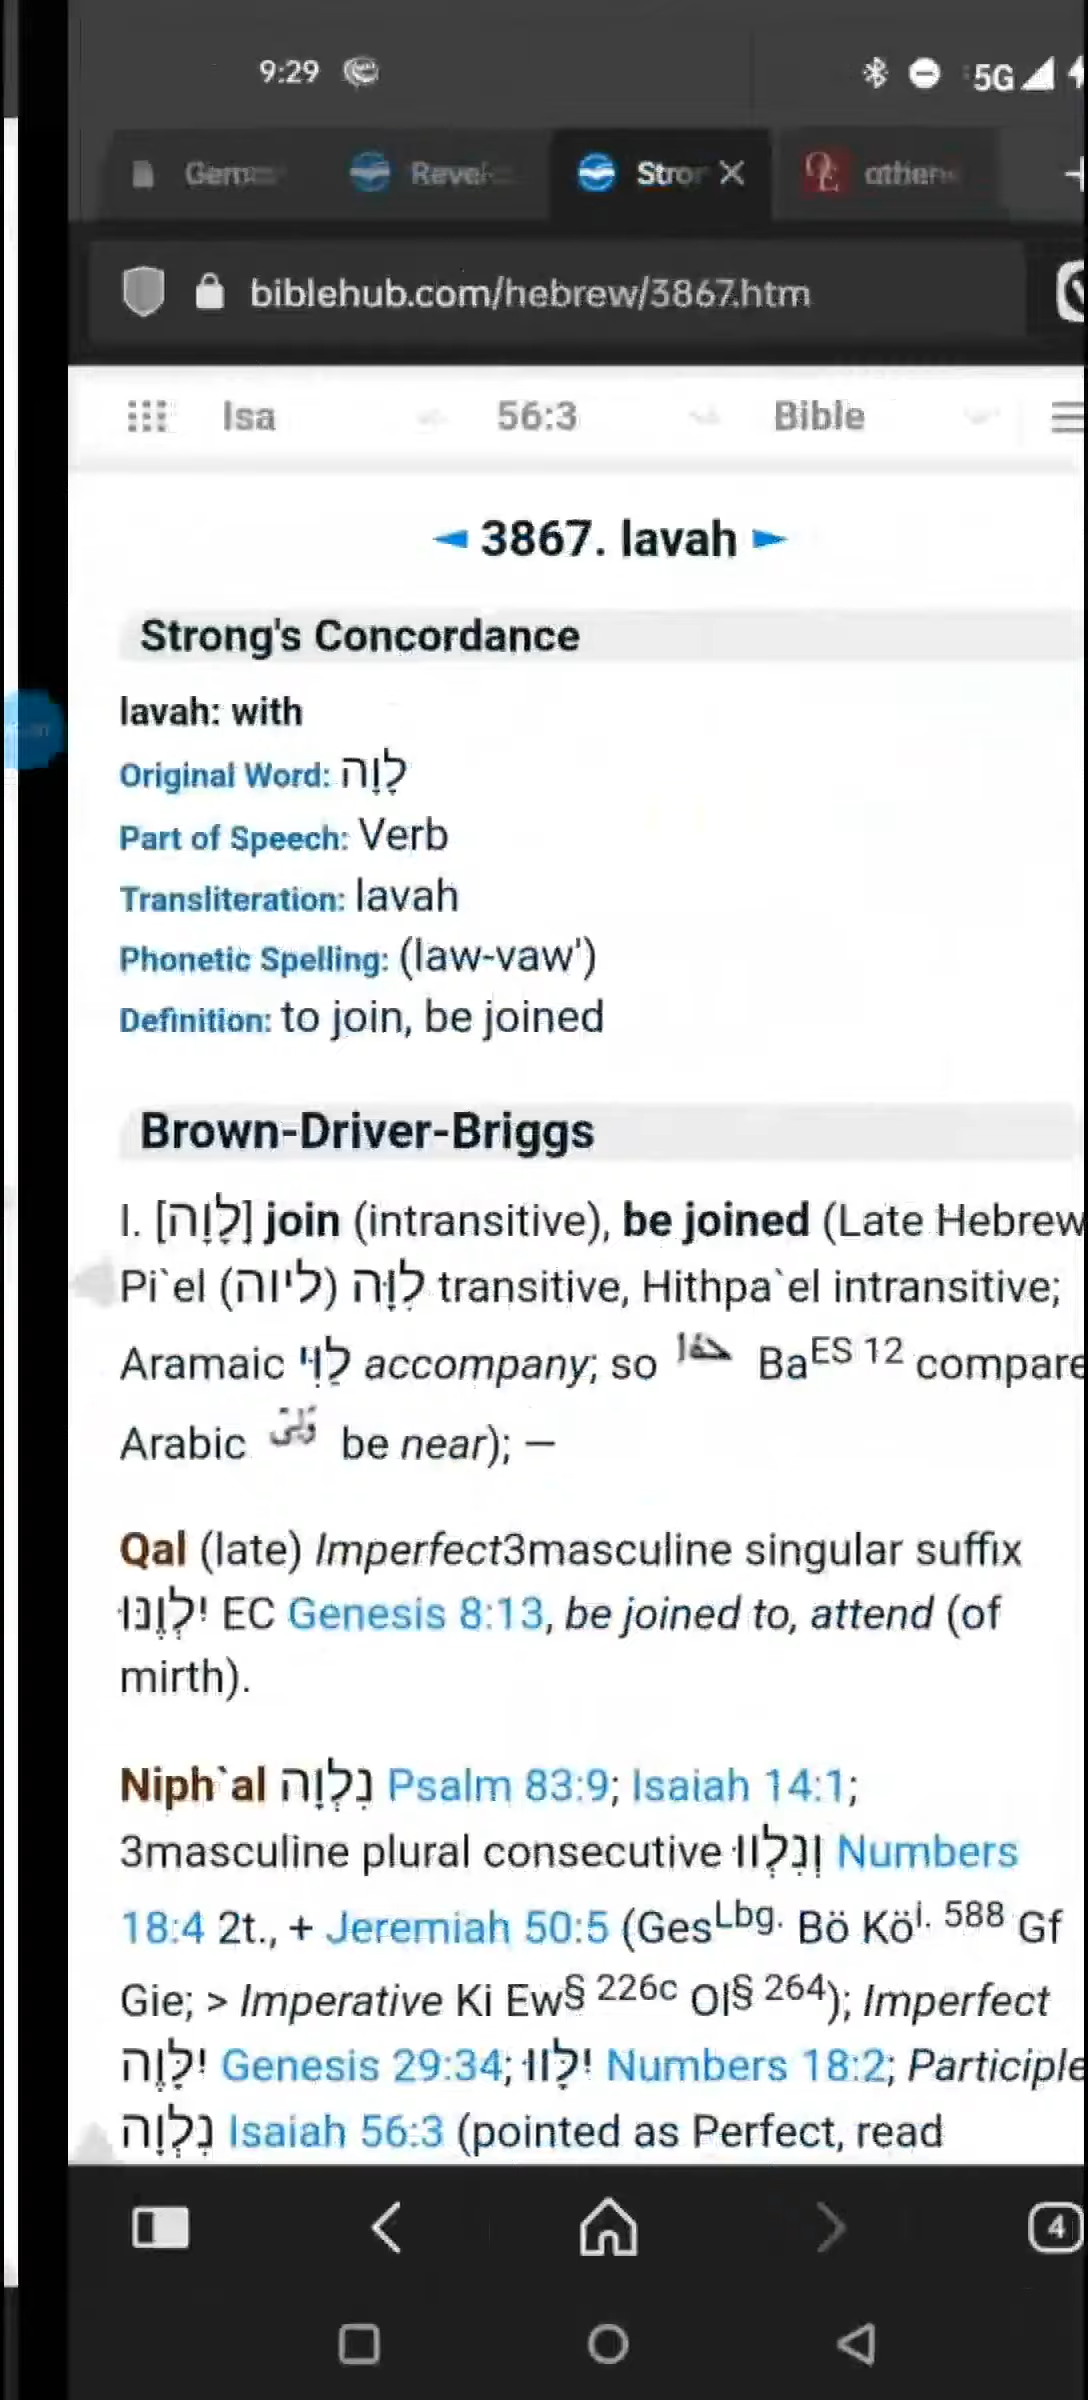 9:29 5G
Stror
biblehub.com/hebrew/3867.htm
Isa 56:3 Bible
3867. lavah
Strong's Concordance
lavah: with
Original Word: לָוָה
Part of Speech: Verb
Transliteration: lavah
Phonetic Spelling: (law-vaw')
Definition: to join, be joined
Brown-Driver-Briggs
I. [לָוָה] join (intransitive), be joined (Late Hebrew
Pi`el (ליוה) לִוָּה transitive, Hithpa`el intransitive;
Aramaic לַוִּי accompany; so BaES 12 compare
Arabic be near); —
Qal (late) Imperfect3masculine singular suffix
יִלְוֶנּוּ EC Genesis 8:13, be joined to, attend (of
mirth).
Niph`al נִלְוָה Psalm 83:9; Isaiah 14:1;
3masculine plural consecutive וְנִלְווּ Numbers
18:4 2t., + Jeremiah 50:5 (GesLbg. Bö Köi. 588 Gf
Gie; > Imperative Ki Ew§ 226c Ol§ 264); Imperfect
יִלָּוֶה Genesis 29:34; יִלָּווּ Numbers 18:2; Participle
נִלְוָה Isaiah 56:3 (pointed as Perfect, read
4